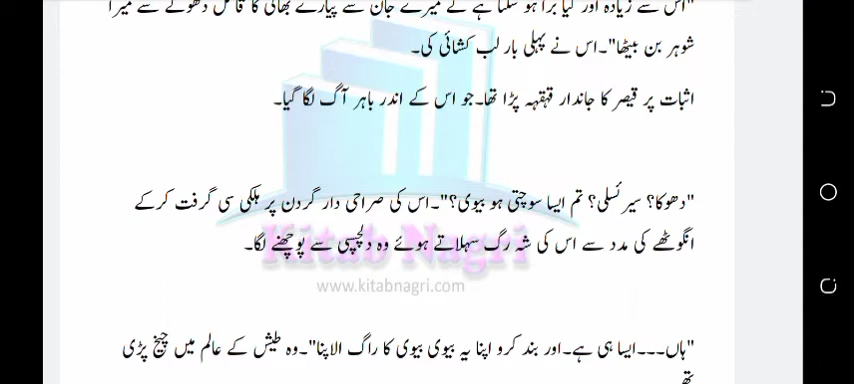 "اس سے زیادہ اور کیا برا ہو سکتا ہے کے میرے جان سے پیارے بھائی کا قاتل دھوکے سے میرا
شوہر بن بیٹھا"۔اس نے پہلی بار لب کشائی کی۔
اثبات پر قیصر کا جاندار قہقہہ پڑا تھا۔جو اس کے اندر باہر آگ لگا گیا۔
"دھوکا؟ سیرئسلی؟ تم ایسا سوچتی ہو بیوی؟"۔اس کی صراحی دار گردن پر ہلکی سی گرفت کرکے
انگوٹھے کی مدد سے اس کی شہ رگ سہلاتے ہوئے وہ دلچسپی سے پوچھنے لگا۔
Kitab Nagri
www.kitabnagri.com
"ہاں۔۔۔ایسا ہی ہے۔اور بند کرو اپنا یہ بیوی بیوی کا راگ الاپنا"۔وہ طیش کے عالم میں چیخ پڑی